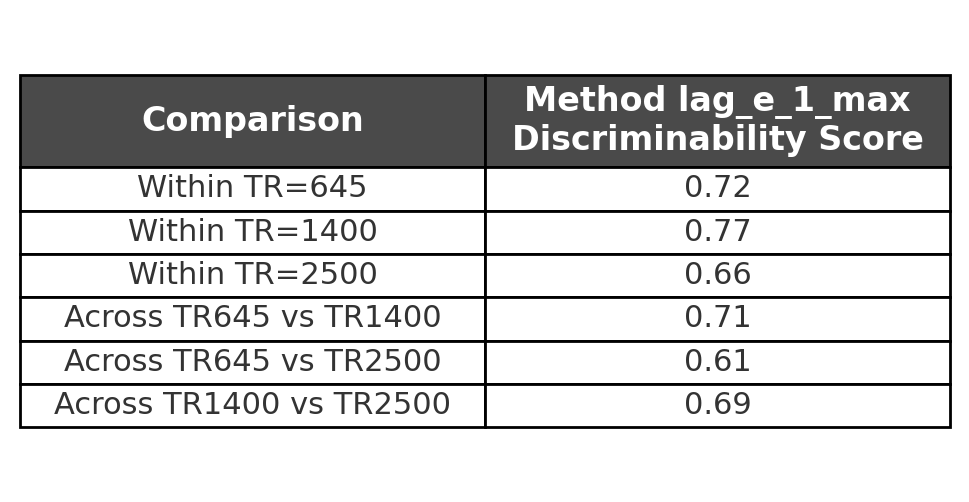 Comparison
Method lag_e_1_max
Discriminability Score
Within TR=645
0.72
Within TR=1400
0.77
Within TR=2500
0.66
Across TR645 vs TR1400
0.71
Across TR645 vs TR2500
0.61
Across TR1400 vs TR2500
0.69